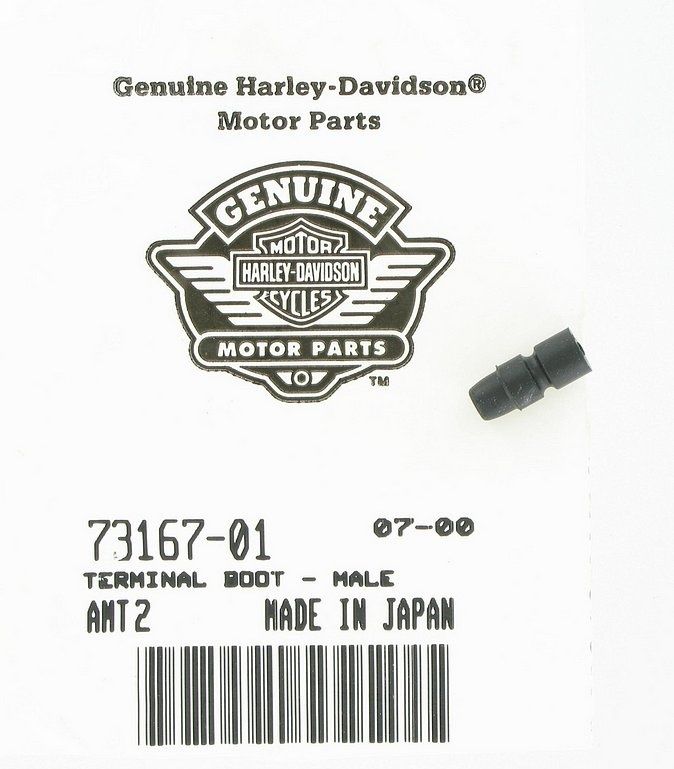 Genuine Harley-Davidson®
Motor Parts
GENUINE
MOTOR
HARLEY-DAVIDSON
CYCLES
MOTOR PARTS
TM
73167-01 07-00
TERMINAL BOOT - MALE
AMT2 MADE IN JAPAN